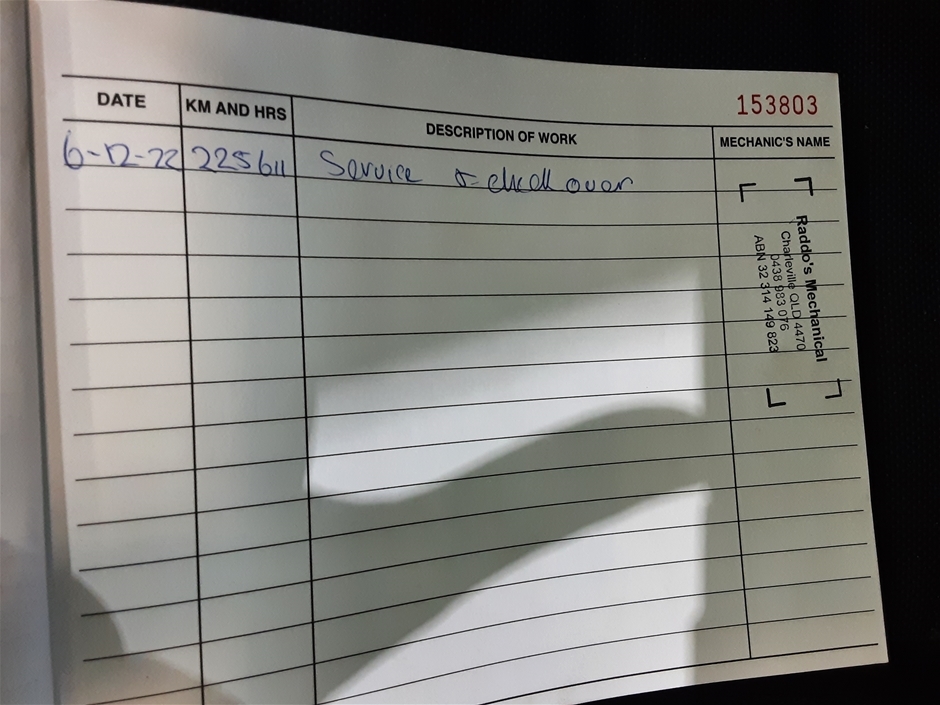 153803
DATE KM AND HRS DESCRIPTION OF WORK MECHANIC'S NAME
6-12-22 225611 Service & check over
Raddo's Mechanical
Charleville QLD 4470
0438 983 076
ABN 32 314 149 823